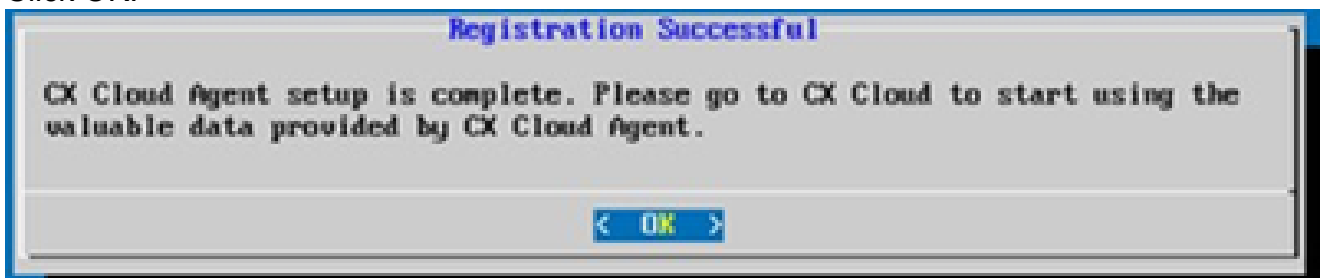 Registration Successful
CX Cloud Agent setup is complete. Please go to CX Cloud to start using the
valuable data provided by CX Cloud Agent.
< OK >